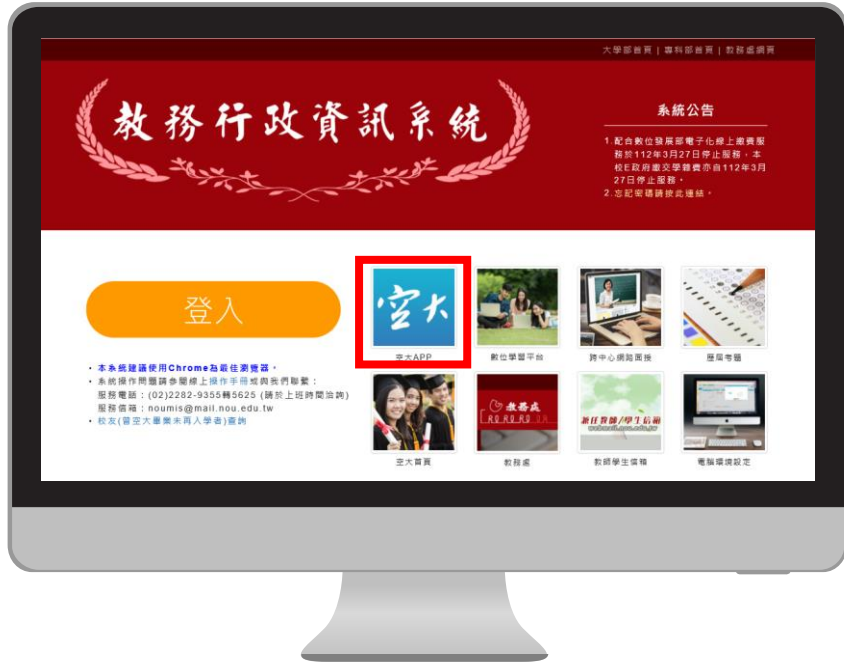 大學部首頁 | 專科部首頁 | 教務處網頁
教務行政資訊系統
系統公告
1.配合數位發展部電子化線上繳費服
務於112年3月27日停止服務，本
校E政府繳交學雜費亦自112年3月
27日停止服務。
2.忘記密碼請按此連結。
登入
• 本系統建議使用Chrome為最佳瀏覽器。
• 系統操作問題請參閱線上操作手冊或與我們聯繫：
服務電話：(02)2282-9355轉5625 (請於上班時間洽詢)
服務信箱：noumis@mail.nou.edu.tw
• 校友(曾空大畢業未再入學者)查詢
空大
空大APP
數位學習平台
跨中心網路面授
歷屆考題
教務處
新任教師/學生信箱
webmail.nou.edu.tw
空大首頁
教務處
教師學生信箱
電腦環境設定